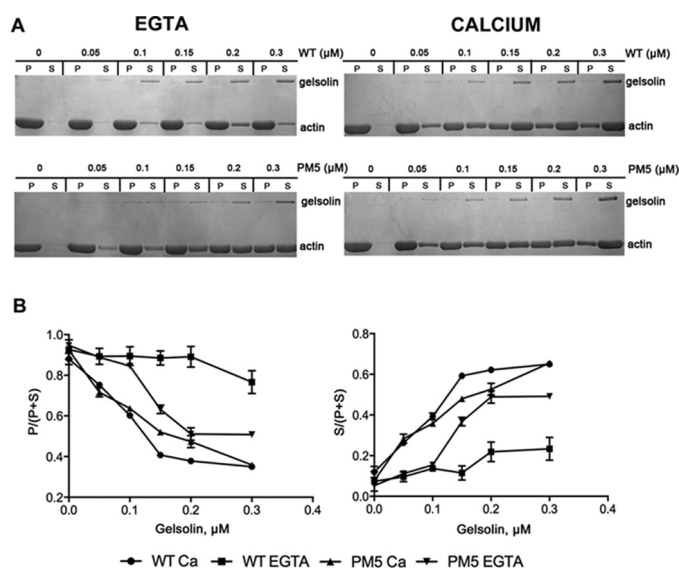 A
EGTA
CALCIUM
0 0.05 0.1 0.15 0.2 0.3 WT (µM)
P S P S P S P S P S P S
gelsolin
actin
0 0.05 0.1 0.15 0.2 0.3 WT (µM)
P S P S P S P S P S P S
gelsolin
actin
0 0.05 0.1 0.15 0.2 0.3 PM5 (µM)
P S P S P S P S P S P S
gelsolin
actin
0 0.05 0.1 0.15 0.2 0.3 PM5 (µM)
P S P S P S P S P S P S
gelsolin
actin
B
P/(P+S)
1.0
0.8
0.6
0.4
0.2
0.0 0.1 0.2 0.3 0.4
Gelsolin, µM
S/(P+S)
0.8
0.6
0.4
0.2
0.0
0.0 0.1 0.2 0.3 0.4
Gelsolin, µM
WT Ca WT EGTA PM5 Ca PM5 EGTA